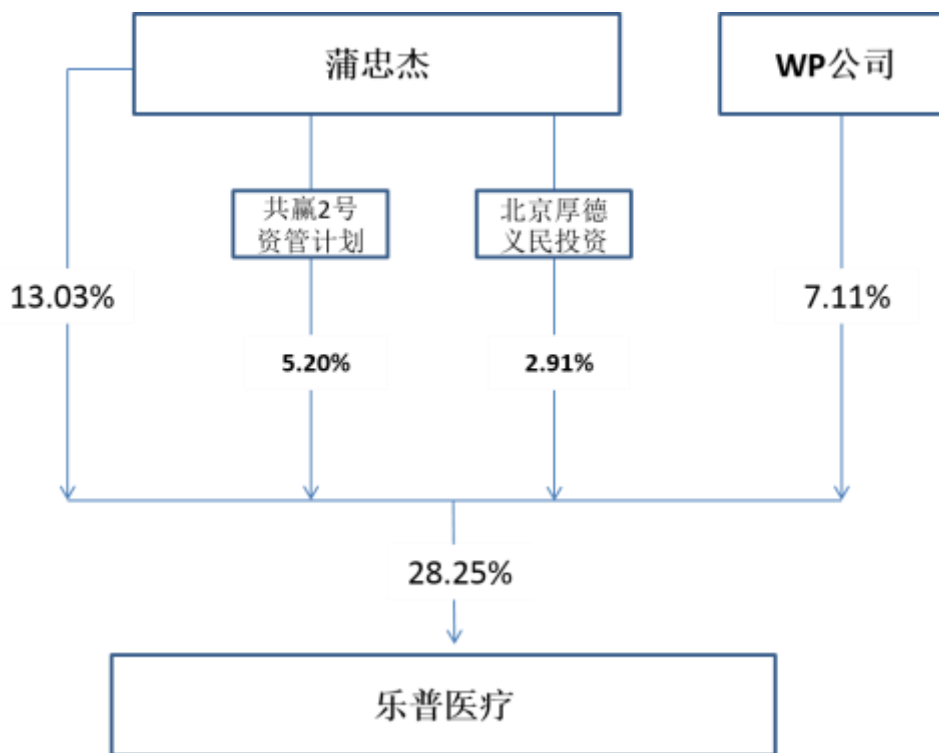 蒲忠杰
WP公司
共赢2号
资管计划
北京厚德
义民投资
13.03%
7.11%
5.20%
2.91%
28.25%
乐普医疗